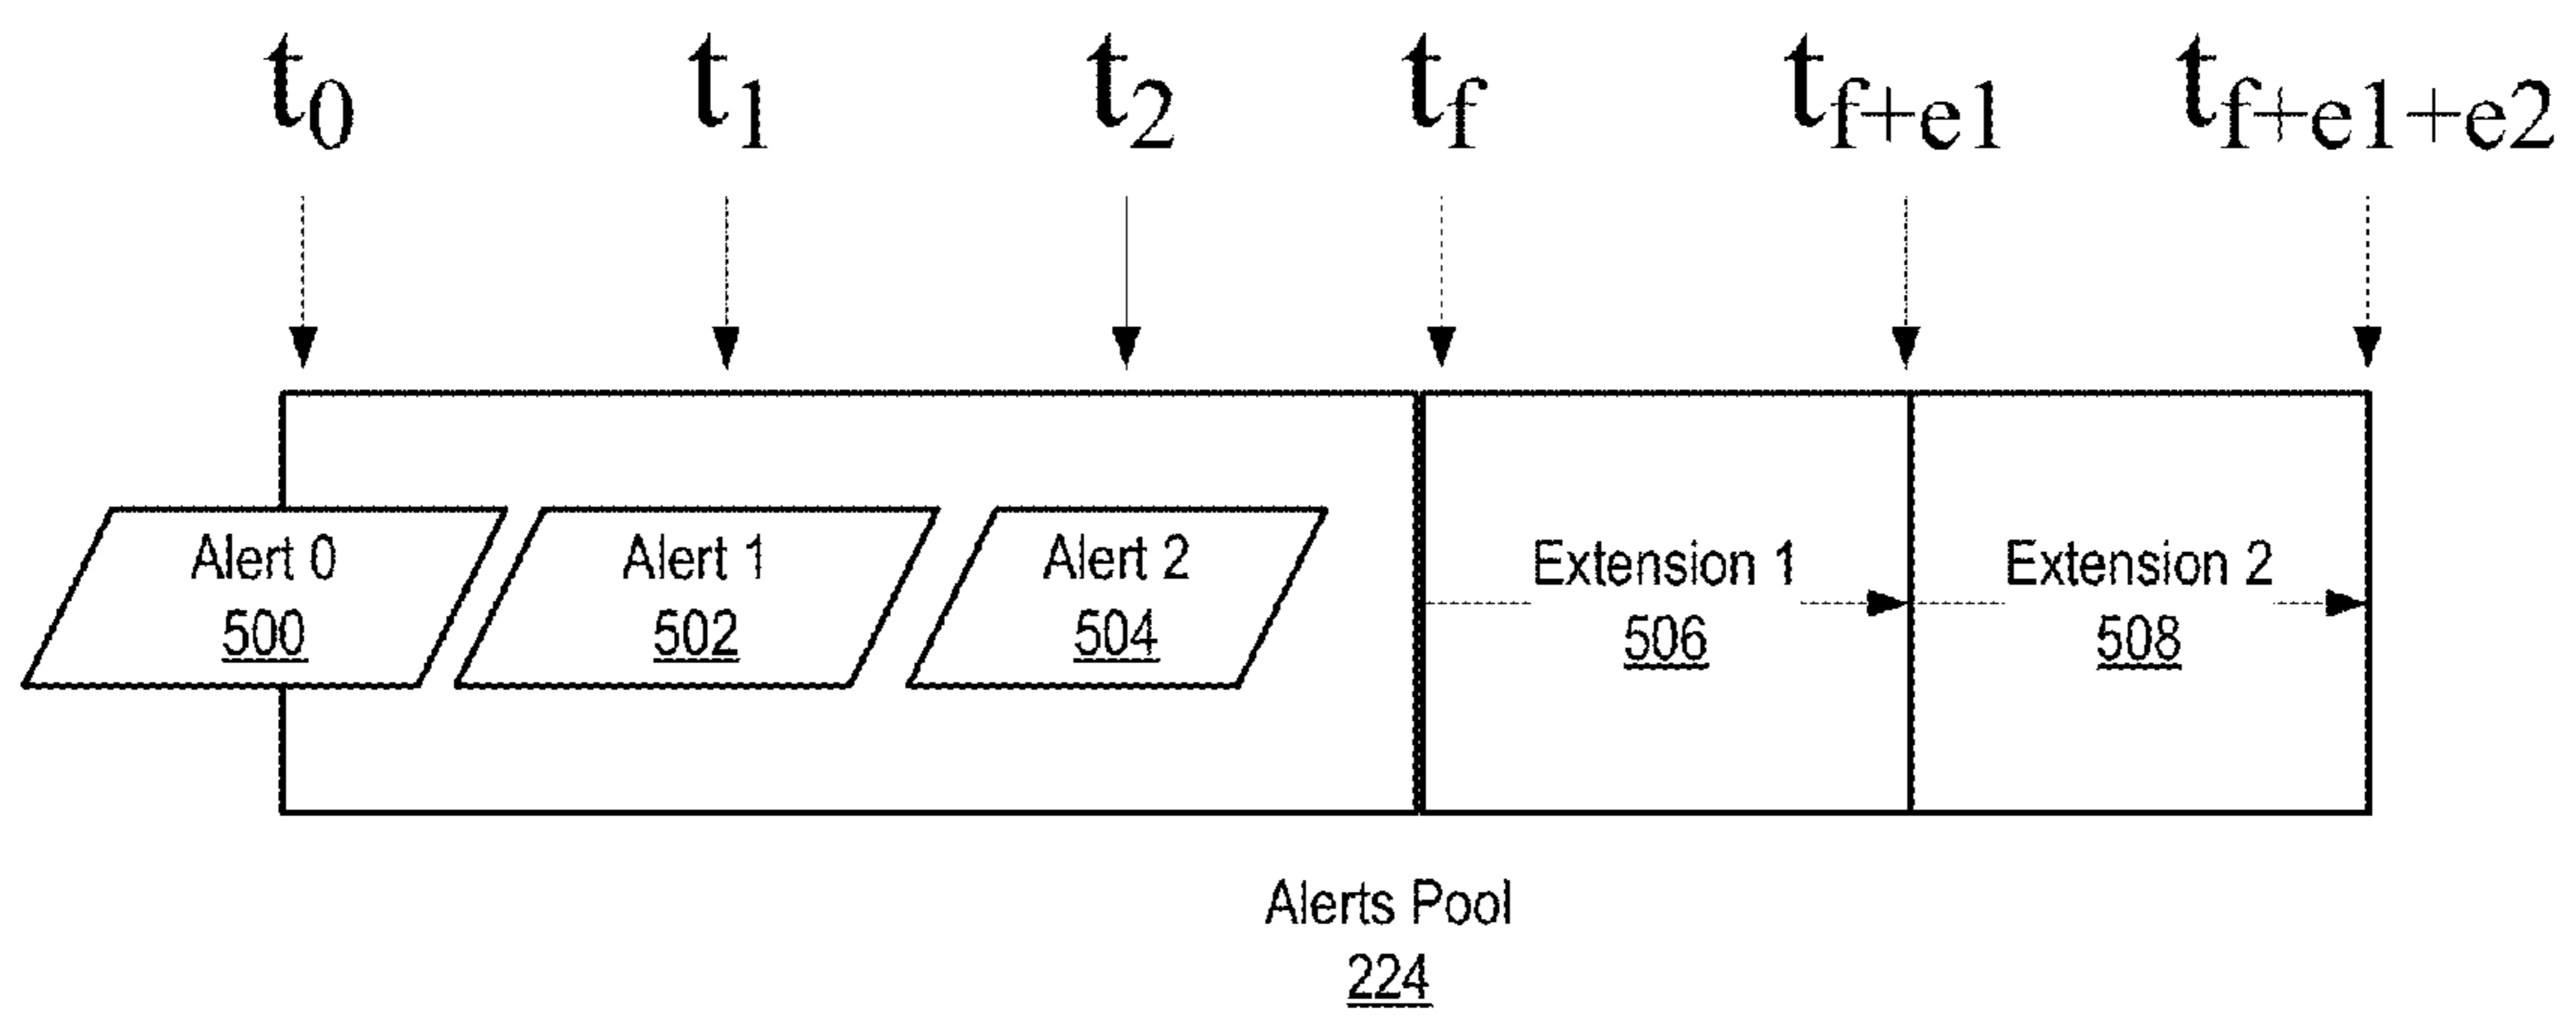 t0 t1 t2 tf tf+e1 tf+e1+e2
Alert 0
500
Alert 1
502
Alert 2
504
Extension 1
506
Extension 2
508
Alerts Pool
224